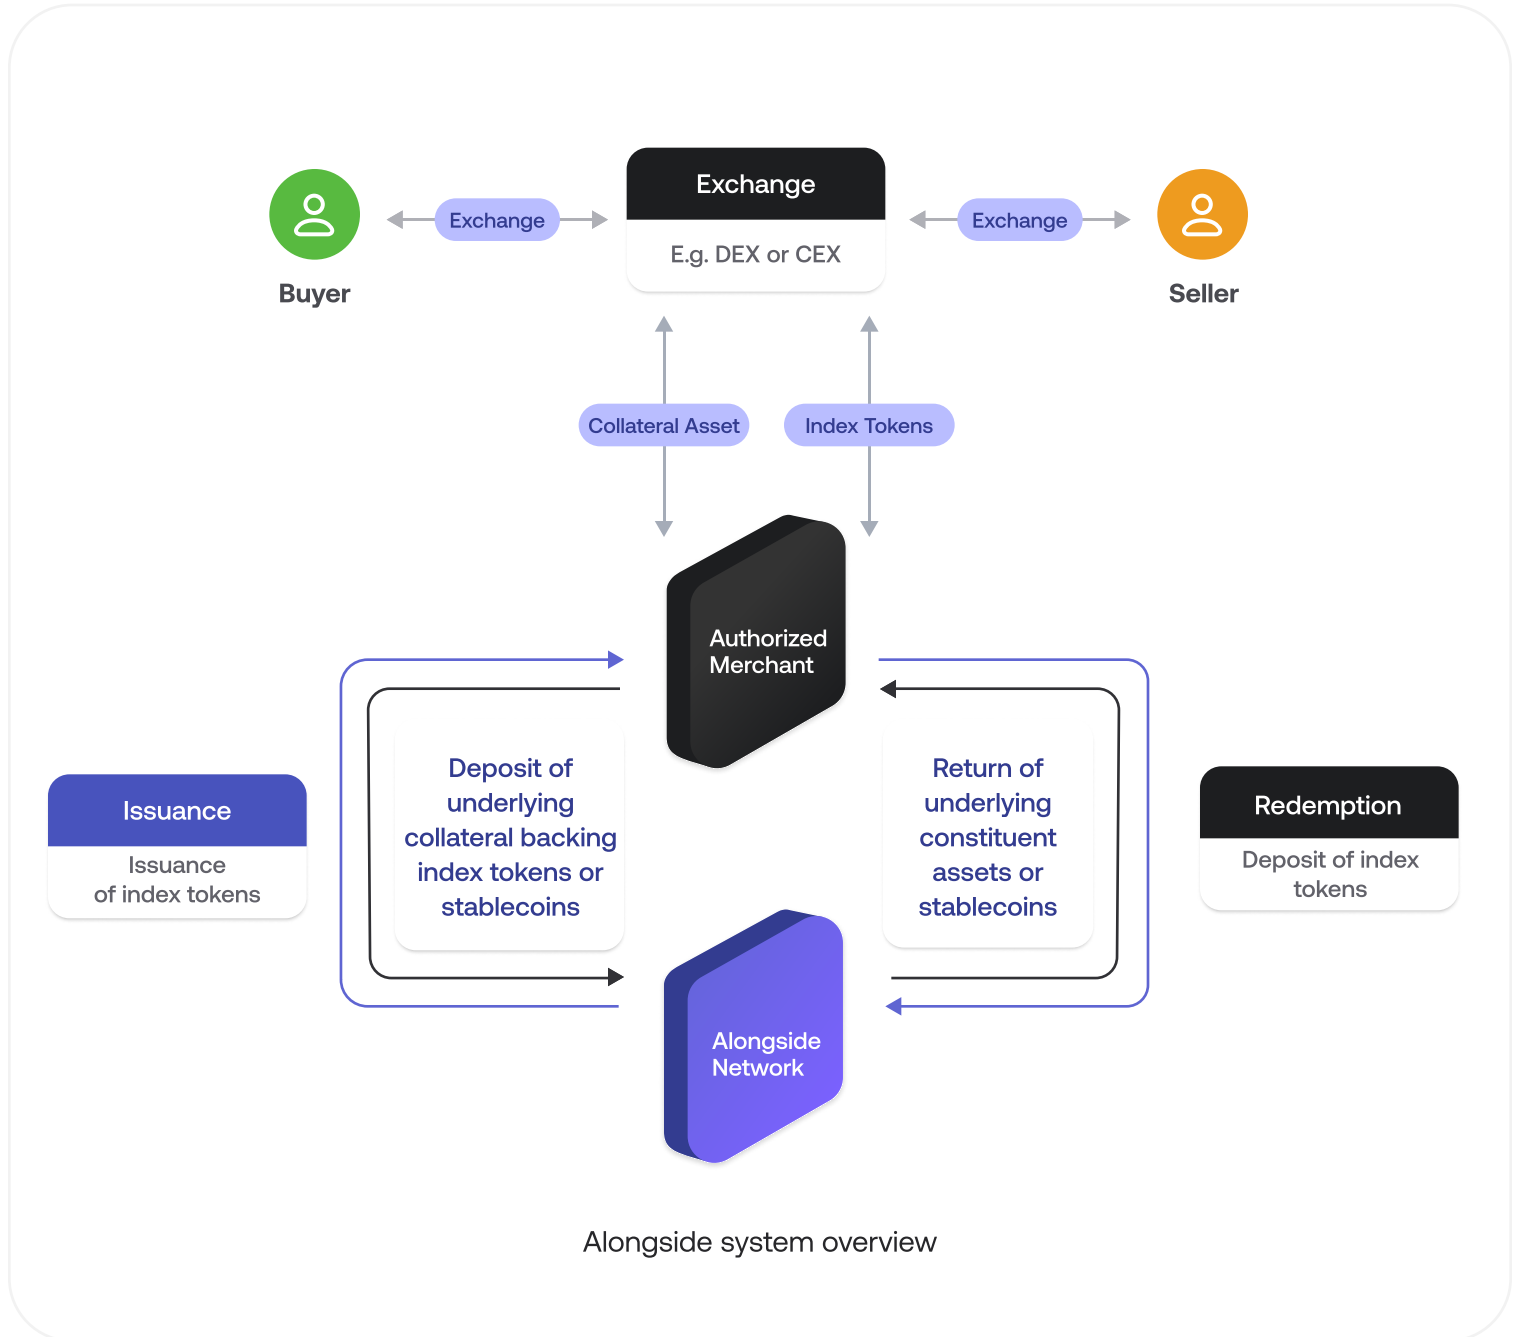 Exchange
E.g. DEX or CEX
Exchange
Exchange
Buyer
Seller
Collateral Asset
Index Tokens
Authorized
Merchant
Issuance
Issuance
of index tokens
Deposit of
underlying
collateral backing
index tokens or
stablecoins
Return of
underlying
constituent
assets or
stablecoins
Redemption
Deposit of index
tokens
Alongside
Network
Alongside system overview